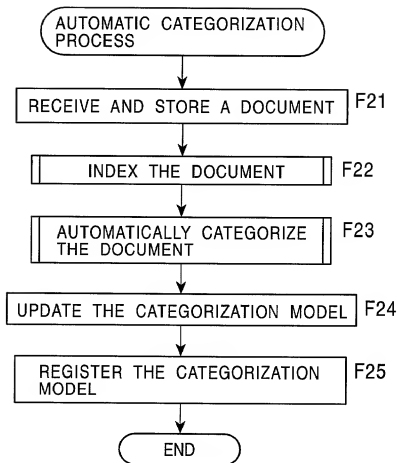 AUTOMATIC CATEGORIZATION
PROCESS
RECEIVE AND STORE A DOCUMENT F21
INDEX THE DOCUMENT F22
AUTOMATICALLY CATEGORIZE F23
THE DOCUMENT
UPDATE THE CATEGORIZATION MODEL F24
REGISTER THE CATEGORIZATION F25
MODEL
END